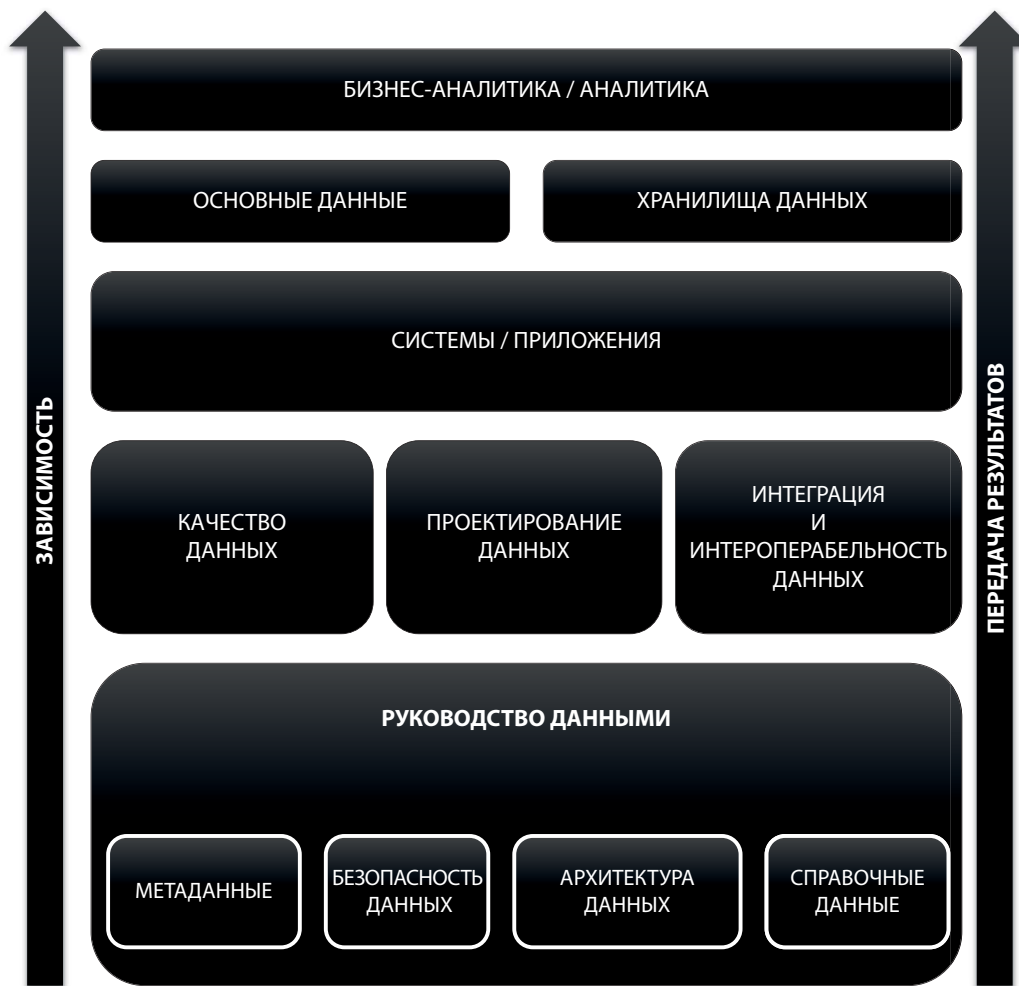 БИЗНЕС-АНАЛИТИКА / АНАЛИТИКА
ОСНОВНЫЕ ДАННЫЕ
ХРАНИЛИЩА ДАННЫХ
СИСТЕМЫ / ПРИЛОЖЕНИЯ
ЗАВИСИМОСТЬ
КАЧЕСТВО
ДАННЫХ
ПРОЕКТИРОВАНИЕ
ДАННЫХ
ИНТЕГРАЦИЯ
И
ИНТЕРОПЕРАБЕЛЬНОСТЬ
ДАННЫХ
ПЕРЕДАЧА РЕЗУЛЬТАТОВ
РУКОВОДСТВО ДАННЫМИ
МЕТАДАННЫЕ
БЕЗОПАСНОСТЬ
ДАННЫХ
АРХИТЕКТУРА
ДАННЫХ
СПРАВОЧНЫЕ
ДАННЫЕ